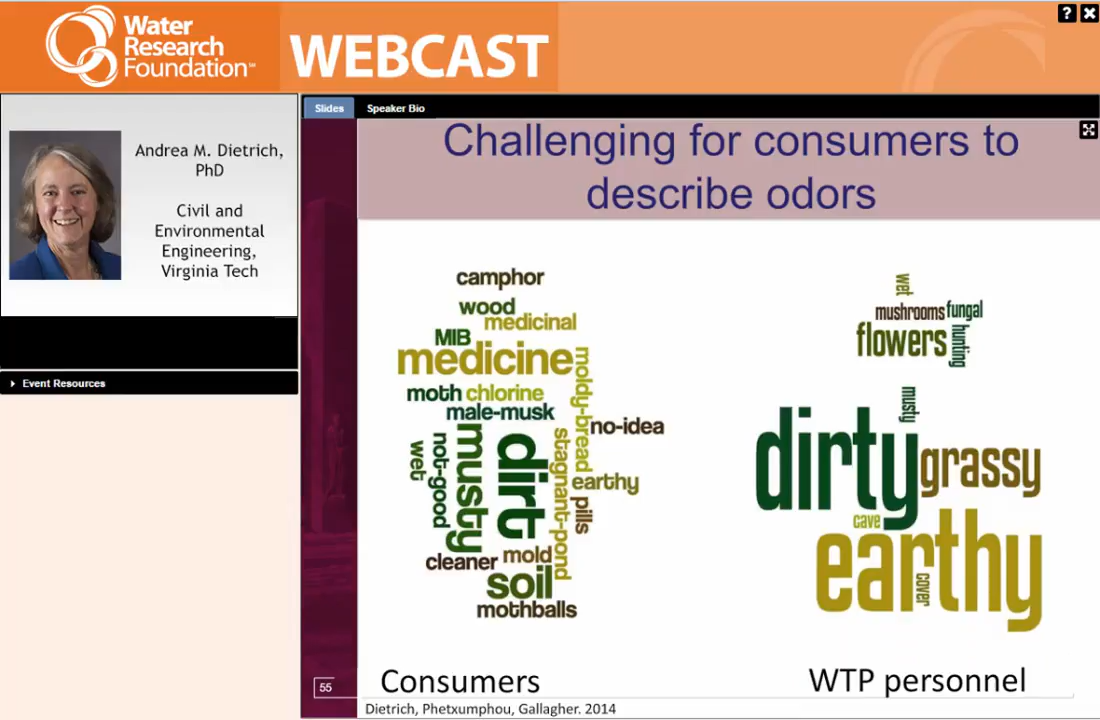 Water
Research
Foundation℠
WEBCAST
? ×
Andrea M. Dietrich,
PhD
Civil and
Environmental
Engineering,
Virginia Tech
Event Resources
Slides
Speaker Bio
Challenging for consumers to
describe odors
camphor
wood
medicinal
MIB
medicine
moldy-bread
moth
chlorine
male-musk
no-idea
wet
not-good
musty
dirt
stagnant-pond
earthy
pills
cleaner
mold
soil
mothballs
wet
mushrooms
fungal
flowers
hunting
musty
dirty
grassy
cave
earthy
cover
Consumers
WTP personnel
55
Dietrich, Phetxumphou, Gallagher. 2014